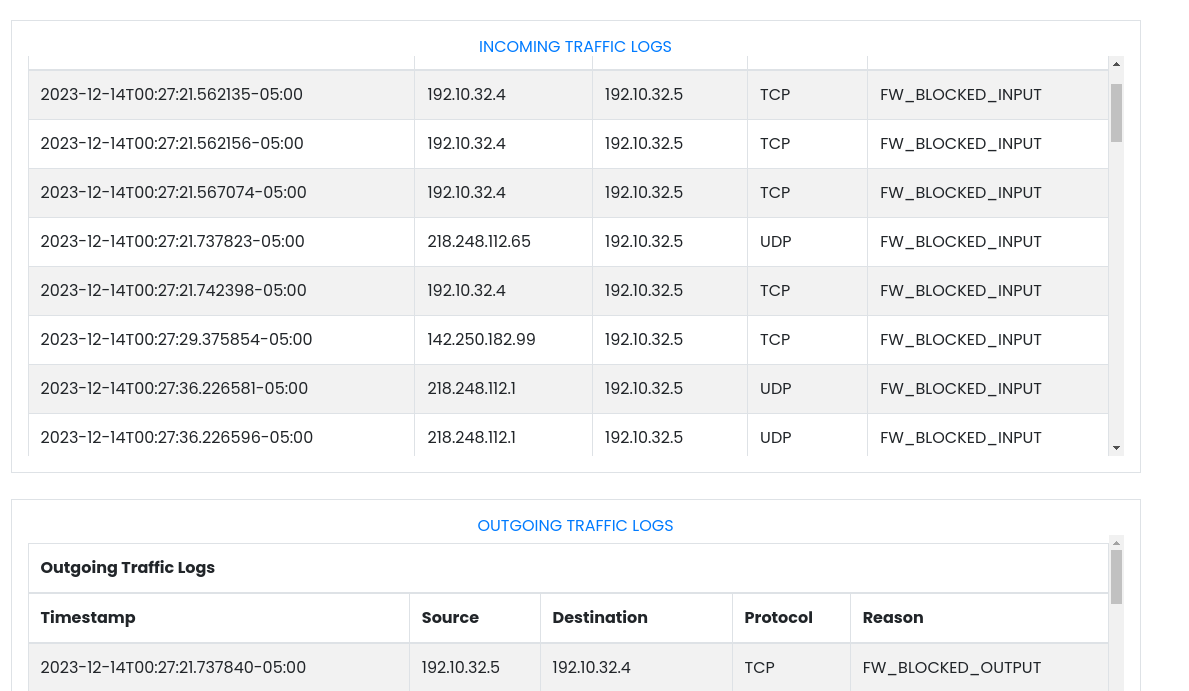 INCOMING TRAFFIC LOGS
2023-12-14T00:27:21.562135-05:00 192.10.32.4 192.10.32.5 TCP FW_BLOCKED_INPUT
2023-12-14T00:27:21.562156-05:00 192.10.32.4 192.10.32.5 TCP FW_BLOCKED_INPUT
2023-12-14T00:27:21.567074-05:00 192.10.32.4 192.10.32.5 TCP FW_BLOCKED_INPUT
2023-12-14T00:27:21.737823-05:00 218.248.112.65 192.10.32.5 UDP FW_BLOCKED_INPUT
2023-12-14T00:27:21.742398-05:00 192.10.32.4 192.10.32.5 TCP FW_BLOCKED_INPUT
2023-12-14T00:27:29.375854-05:00 142.250.182.99 192.10.32.5 TCP FW_BLOCKED_INPUT
2023-12-14T00:27:36.226581-05:00 218.248.112.1 192.10.32.5 UDP FW_BLOCKED_INPUT
2023-12-14T00:27:36.226596-05:00 218.248.112.1 192.10.32.5 UDP FW_BLOCKED_INPUT
OUTGOING TRAFFIC LOGS
Outgoing Traffic Logs
Timestamp Source Destination Protocol Reason
2023-12-14T00:27:21.737840-05:00 192.10.32.5 192.10.32.4 TCP FW_BLOCKED_OUTPUT